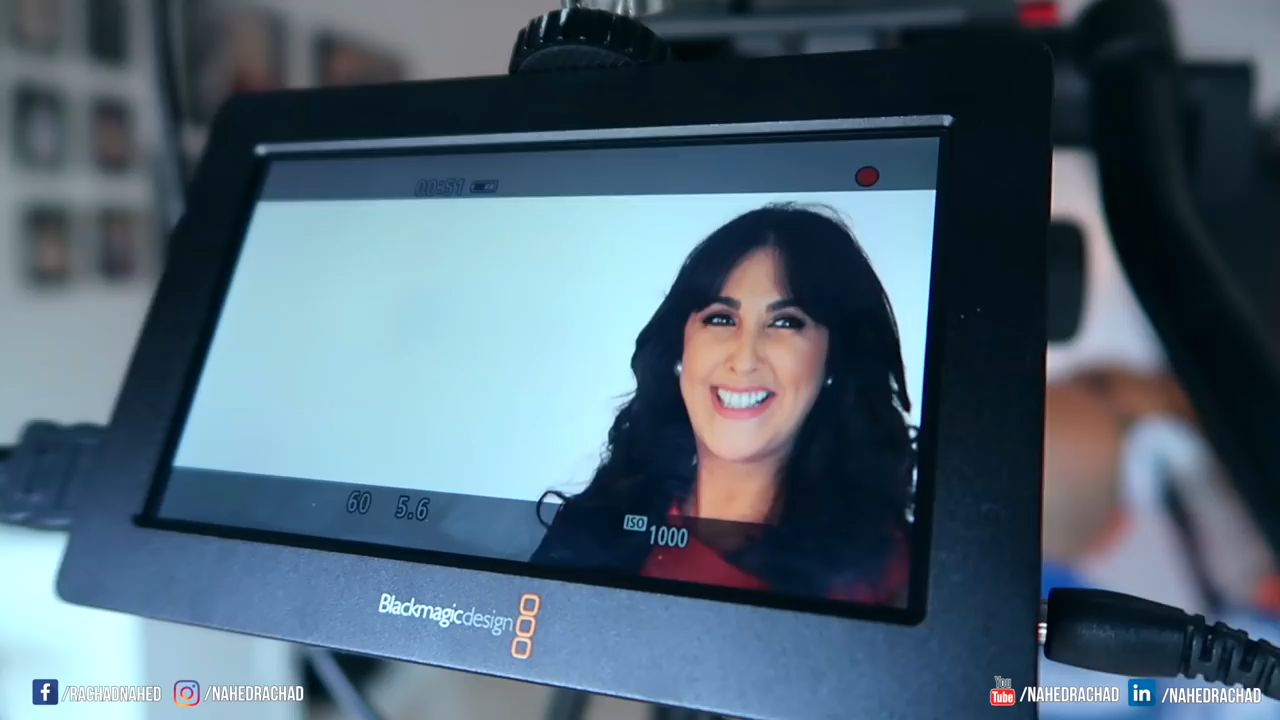 00:51
60 5.6
ISO 1000
Blackmagicdesign
/RACHADNAHED /NAHEDRACHAD
You Tube /NAHEDRACHAD in /NAHEDRACHAD